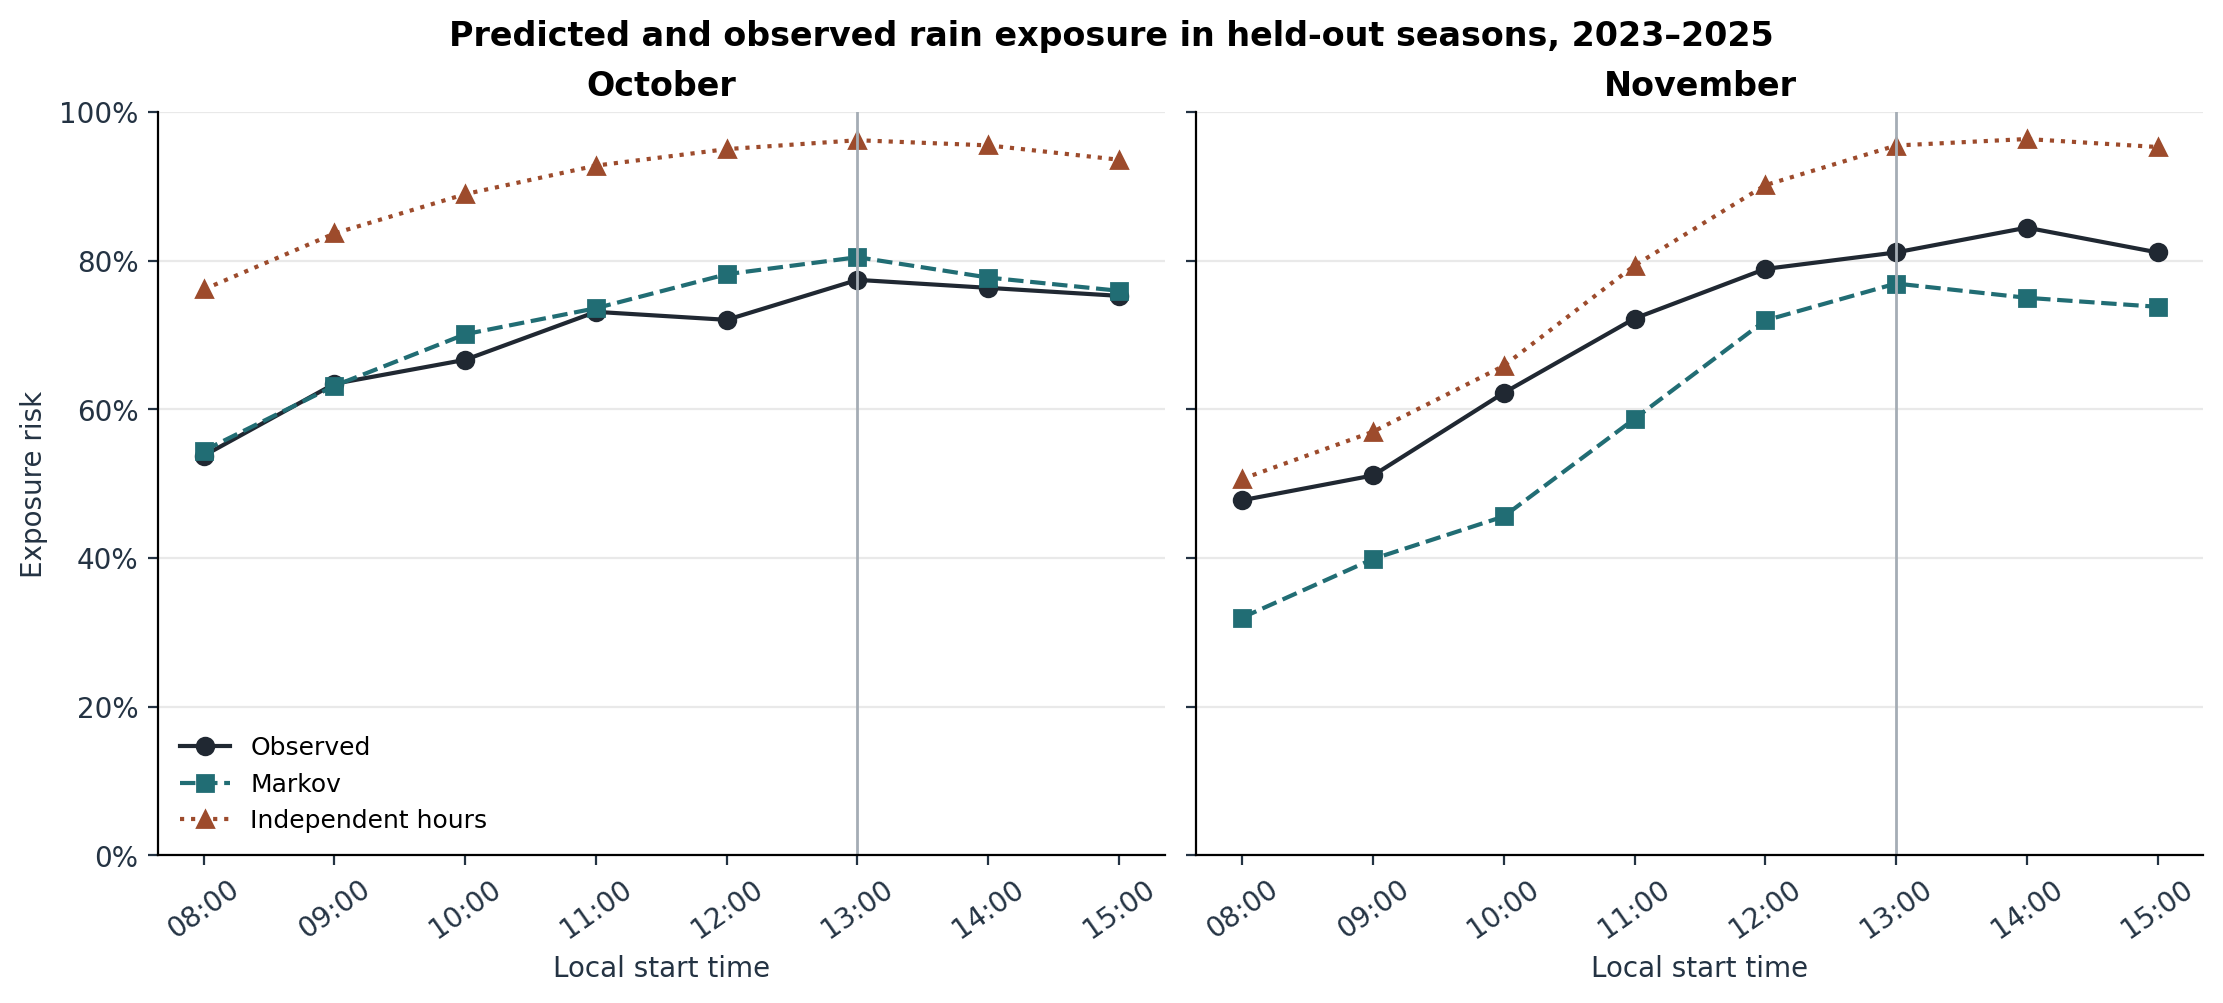 Predicted and observed rain exposure in held-out seasons, 2023–2025
October
November
Exposure risk
100%
80%
60%
40%
20%
0%
Observed
Markov
Independent hours
08:00 09:00 10:00 11:00 12:00 13:00 14:00 15:00
08:00 09:00 10:00 11:00 12:00 13:00 14:00 15:00
Local start time
Local start time